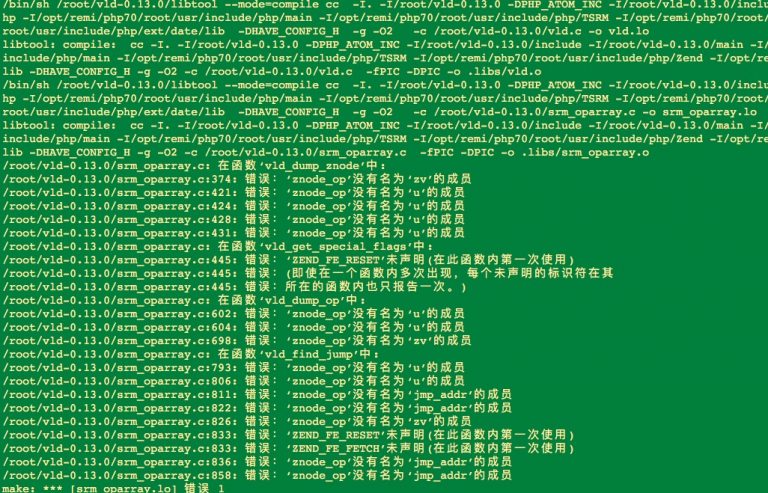 /bin/sh /root/vld-0.13.0/libtool --mode=compile cc -I. -I/root/vld-0.13.0 -DPHP_ATOM_INC -I/root/vld-0.13.0/inclu
hp -I/opt/remi/php70/root/usr/include/php/main -I/opt/remi/php70/root/usr/include/php/TSRM -I/opt/remi/php70/root/
root/usr/include/php/ext/date/lib -DHAVE_CONFIG_H -g -O2 -c /root/vld-0.13.0/vld.c -o vld.lo
libtool: compile: cc -I. -I/root/vld-0.13.0 -DPHP_ATOM_INC -I/root/vld-0.13.0/include -I/root/vld-0.13.0/main -I/
include/php/main -I/opt/remi/php70/root/usr/include/php/TSRM -I/opt/remi/php70/root/usr/include/php/Zend -I/opt/re
lib -DHAVE_CONFIG_H -g -O2 -c /root/vld-0.13.0/vld.c -fPIC -DPIC -o .libs/vld.o
/bin/sh /root/vld-0.13.0/libtool --mode=compile cc -I. -I/root/vld-0.13.0 -DPHP_ATOM_INC -I/root/vld-0.13.0/inclu
hp -I/opt/remi/php70/root/usr/include/php/main -I/opt/remi/php70/root/usr/include/php/TSRM -I/opt/remi/php70/root/
root/usr/include/php/ext/date/lib -DHAVE_CONFIG_H -g -O2 -c /root/vld-0.13.0/srm_oparray.c -o srm_oparray.lo
libtool: compile: cc -I. -I/root/vld-0.13.0 -DPHP_ATOM_INC -I/root/vld-0.13.0/include -I/root/vld-0.13.0/main -I/
include/php/main -I/opt/remi/php70/root/usr/include/php/TSRM -I/opt/remi/php70/root/usr/include/php/Zend -I/opt/re
lib -DHAVE_CONFIG_H -g -O2 -c /root/vld-0.13.0/srm_oparray.c -fPIC -DPIC -o .libs/srm_oparray.o
/root/vld-0.13.0/srm_oparray.c: 在函数‘vld_dump_znode’中:
/root/vld-0.13.0/srm_oparray.c:374: 错误: ‘znode_op’没有名为‘zv’的成员
/root/vld-0.13.0/srm_oparray.c:421: 错误: ‘znode_op’没有名为‘u’的成员
/root/vld-0.13.0/srm_oparray.c:424: 错误: ‘znode_op’没有名为‘u’的成员
/root/vld-0.13.0/srm_oparray.c:428: 错误: ‘znode_op’没有名为‘u’的成员
/root/vld-0.13.0/srm_oparray.c:431: 错误: ‘znode_op’没有名为‘u’的成员
/root/vld-0.13.0/srm_oparray.c: 在函数‘vld_get_special_flags’中:
/root/vld-0.13.0/srm_oparray.c:445: 错误: ‘ZEND_FE_RESET’未声明(在此函数内第一次使用)
/root/vld-0.13.0/srm_oparray.c:445: 错误: (即使在一个函数内多次出现，每个未声明的标识符在其
/root/vld-0.13.0/srm_oparray.c:445: 错误: 所在的函数内也只报告一次。)
/root/vld-0.13.0/srm_oparray.c: 在函数‘vld_dump_op’中:
/root/vld-0.13.0/srm_oparray.c:602: 错误: ‘znode_op’没有名为‘u’的成员
/root/vld-0.13.0/srm_oparray.c:604: 错误: ‘znode_op’没有名为‘u’的成员
/root/vld-0.13.0/srm_oparray.c:698: 错误: ‘znode_op’没有名为‘zv’的成员
/root/vld-0.13.0/srm_oparray.c: 在函数‘vld_find_jump’中:
/root/vld-0.13.0/srm_oparray.c:793: 错误: ‘znode_op’没有名为‘u’的成员
/root/vld-0.13.0/srm_oparray.c:806: 错误: ‘znode_op’没有名为‘u’的成员
/root/vld-0.13.0/srm_oparray.c:811: 错误: ‘znode_op’没有名为‘jmp_addr’的成员
/root/vld-0.13.0/srm_oparray.c:822: 错误: ‘znode_op’没有名为‘jmp_addr’的成员
/root/vld-0.13.0/srm_oparray.c:826: 错误: ‘znode_op’没有名为‘zv’的成员
/root/vld-0.13.0/srm_oparray.c:833: 错误: ‘ZEND_FE_RESET’未声明(在此函数内第一次使用)
/root/vld-0.13.0/srm_oparray.c:833: 错误: ‘ZEND_FE_FETCH’未声明(在此函数内第一次使用)
/root/vld-0.13.0/srm_oparray.c:836: 错误: ‘znode_op’没有名为‘jmp_addr’的成员
/root/vld-0.13.0/srm_oparray.c:858: 错误: ‘znode_op’没有名为‘jmp_addr’的成员
make: *** [srm_oparray.lo] 错误 1